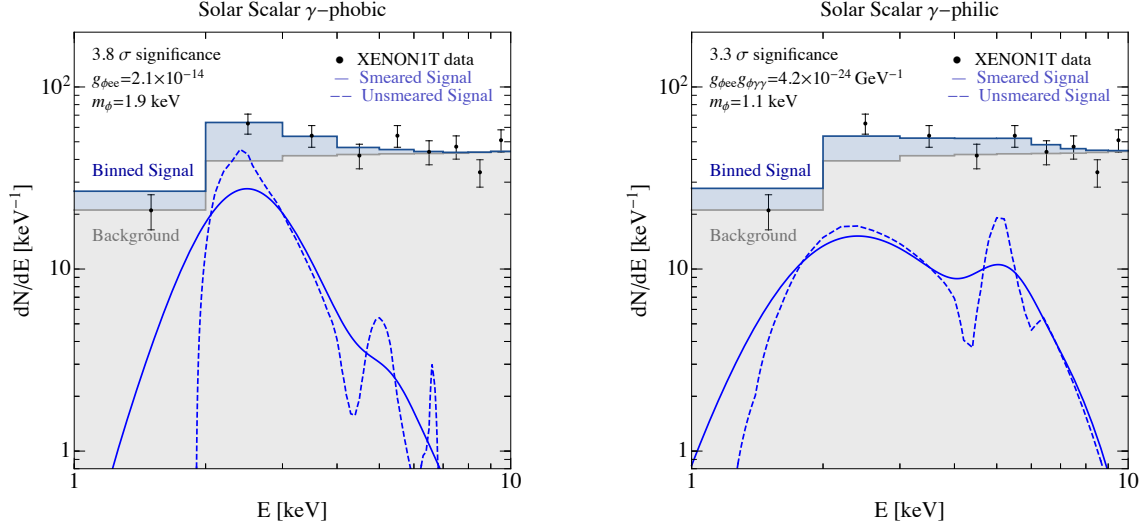 Solar Scalar γ−phobic
3.8 σ significance
g_ϕee=2.1×10^−14
m_ϕ=1.9 keV
XENON1T data
Smeared Signal
Unsmeared Signal
Binned Signal
Background
dN/dE [keV^−1]
10^2
10
1
1
10
E [keV]
Solar Scalar γ−philic
3.3 σ significance
g_ϕee g_ϕγγ=4.2×10^−24 GeV^−1
m_ϕ=1.1 keV
XENON1T data
Smeared Signal
Unsmeared Signal
Binned Signal
Background
dN/dE [keV^−1]
10^2
10
1
1
10
E [keV]